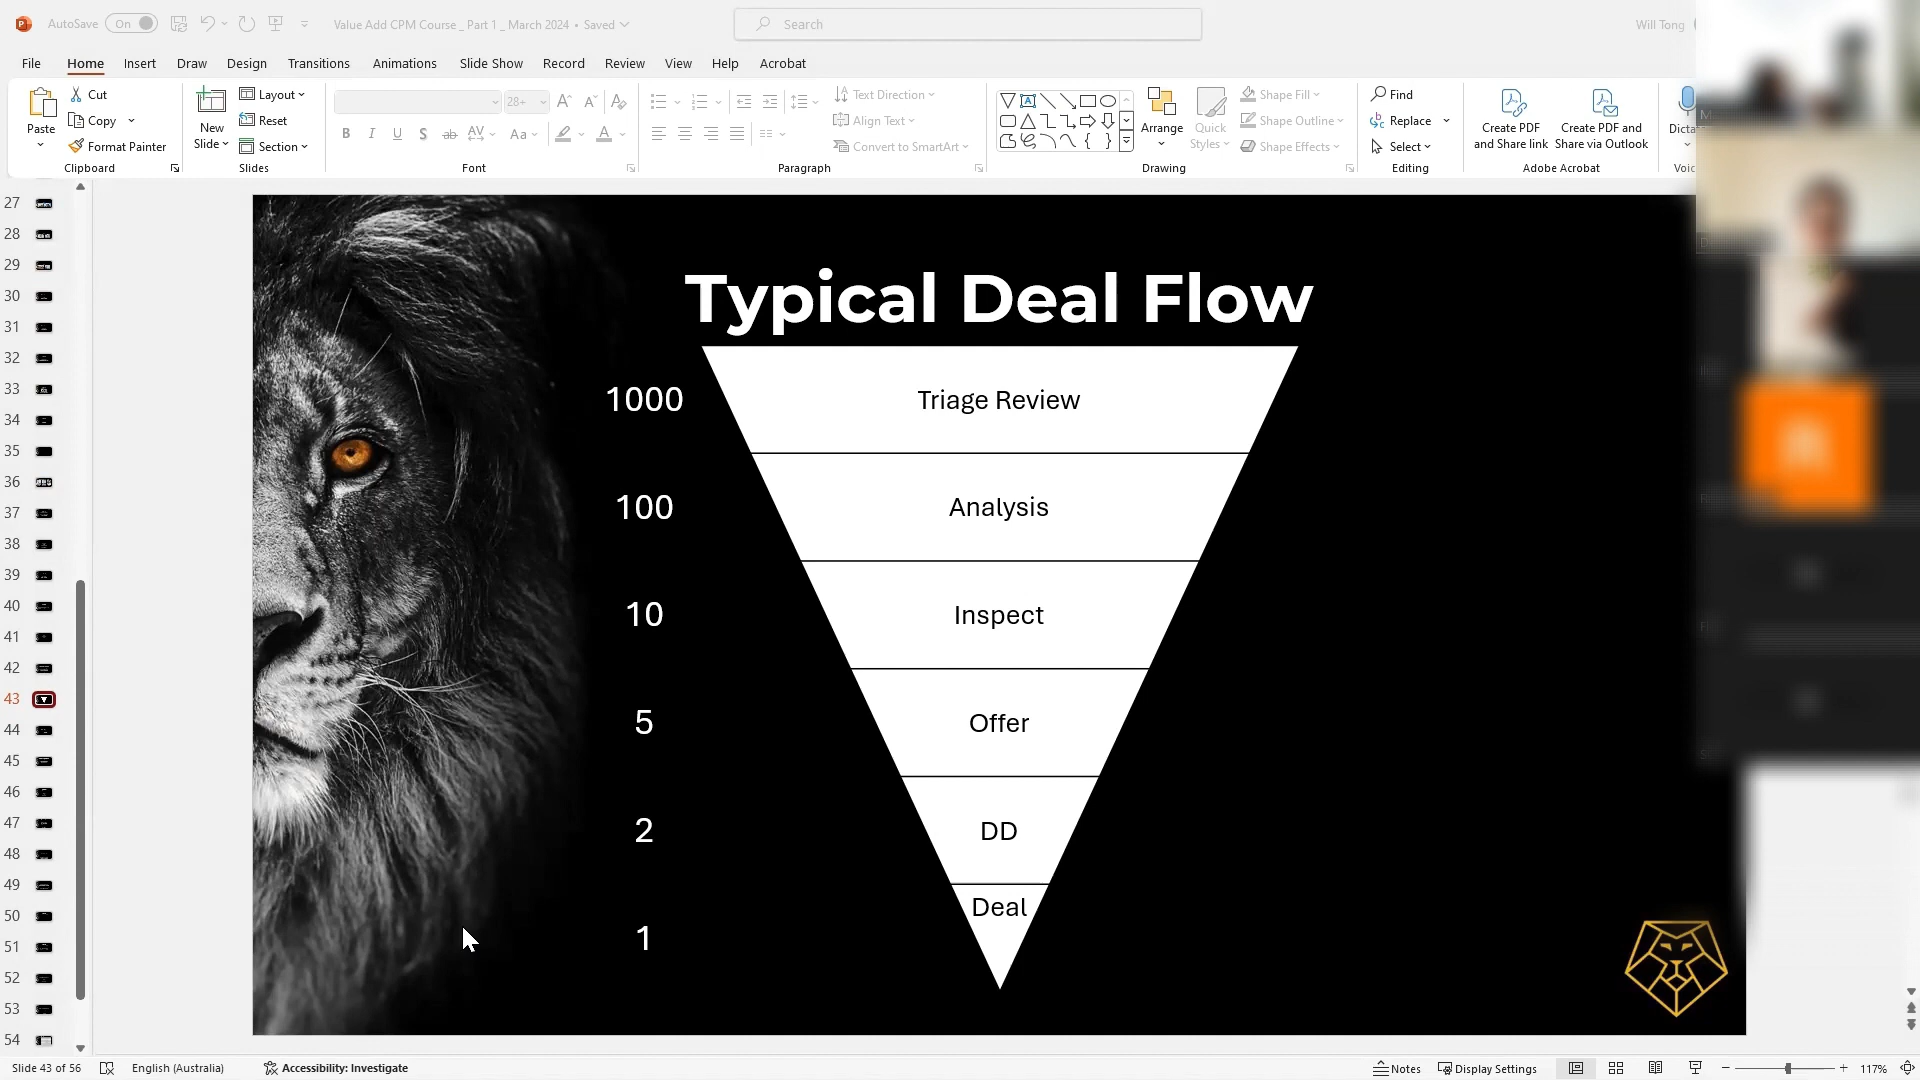 AutoSave On
Value Add CPM Course _ Part 1 _ March 2024 • Saved
Search
Will Tong
File Home Insert Draw Design Transitions Animations Slide Show Record Review View Help Acrobat
Paste
Cut
Copy
Format Painter
Clipboard
New Slide
Layout
Reset
Section
Slides
28+
B I U S ab AV Aa A
Font
Paragraph
Text Direction
Align Text
Convert to SmartArt
Arrange
Quick Styles
Shape Fill
Shape Outline
Shape Effects
Drawing
Find
Replace
Select
Editing
Create PDF and Share link
Create PDF and Share via Outlook
Adobe Acrobat
27
28
29
30
31
32
33
34
35
36
37
38
39
40
41
42
43
44
45
46
47
48
49
50
51
52
53
54
Typical Deal Flow
1000 Triage Review
100 Analysis
10 Inspect
5 Offer
2 DD
1 Deal
Slide 43 of 56 English (Australia) Accessibility: Investigate Notes Display Settings 117%